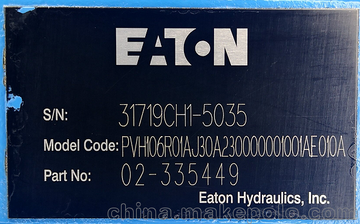 EATON
S/N: 31719CH1-5035
Model Code: PVH106R01AJ30A230000001001AE010A
Part No: 02-335449
Eaton Hydraulics, Inc.
china.makepolo.com